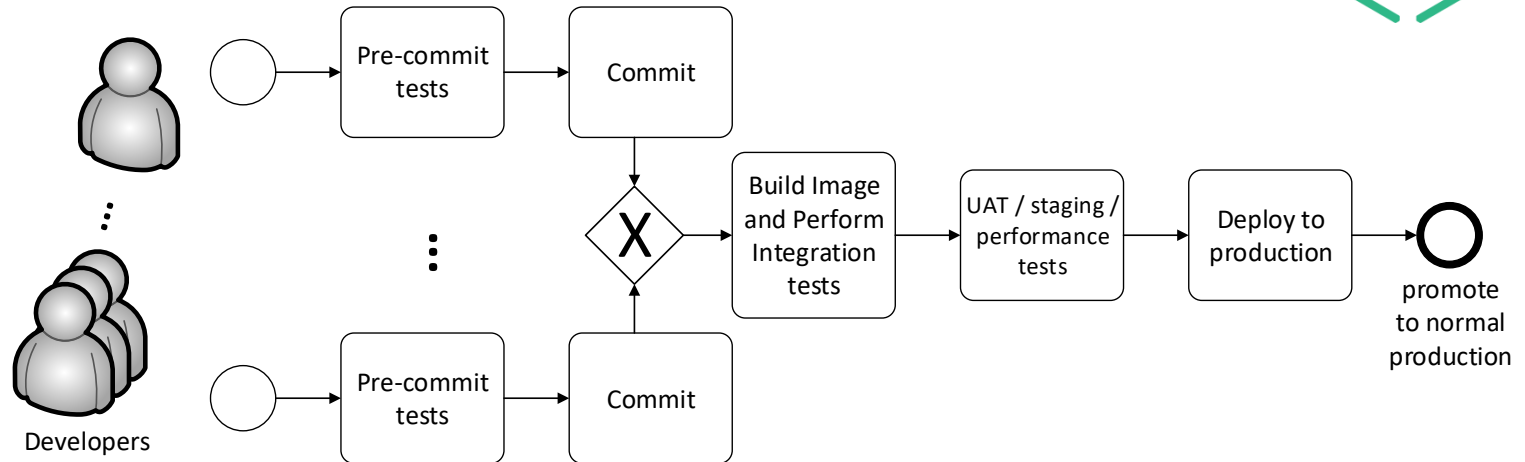 Pre-commit
tests
Commit
X
Build Image
and Perform
Integration
tests
UAT / staging /
performance
tests
Deploy to
production
promote
to normal
production
Pre-commit
tests
Commit
Developers